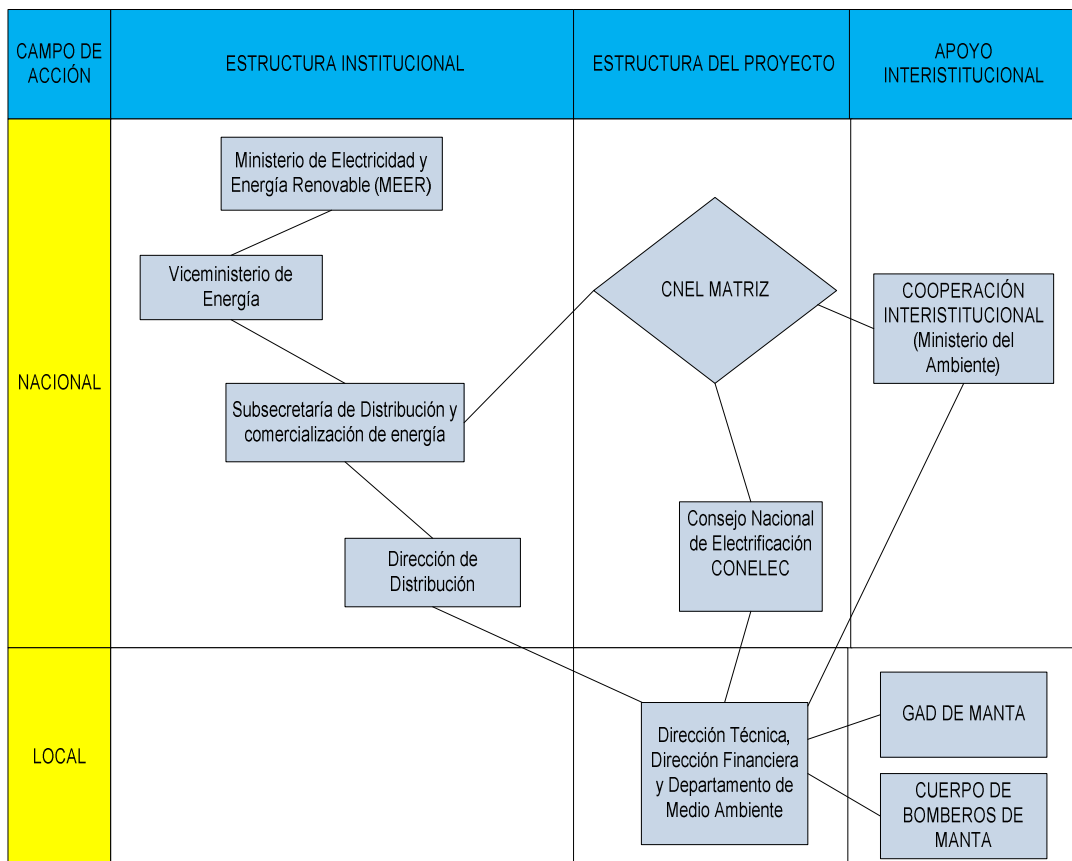 CAMPO DE
ACCIÓN
ESTRUCTURA INSTITUCIONAL
ESTRUCTURA DEL PROYECTO
APOYO
INTERISTITUCIONAL
NACIONAL
Ministerio de Electricidad y
Energía Renovable (MEER)
Viceministerio de
Energía
Subsecretaría de Distribución y
comercialización de energía
Dirección de
Distribución
CNEL MATRIZ
Consejo Nacional
de Electrificación
CONELEC
COOPERACIÓN
INTERISTITUCIONAL
(Ministerio del
Ambiente)
LOCAL
Dirección Técnica,
Dirección Financiera
y Departamento de
Medio Ambiente
GAD DE MANTA
CUERPO DE
BOMBEROS DE
MANTA